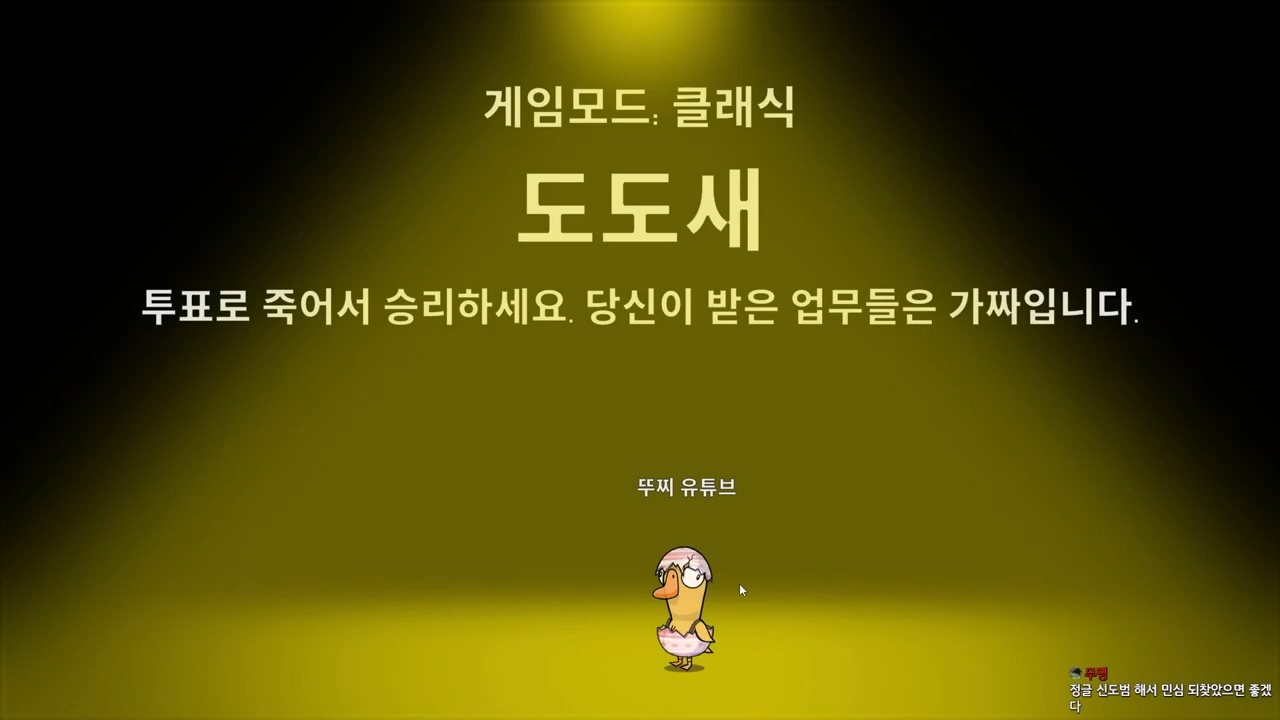 게임모드: 클래식
도도새
투표로 죽어서 승리하세요. 당신이 받은 업무들은 가짜입니다.
뚜찌 유튜브
무명
정글 신도범 해서 민심 되찾았으면 좋겠
다